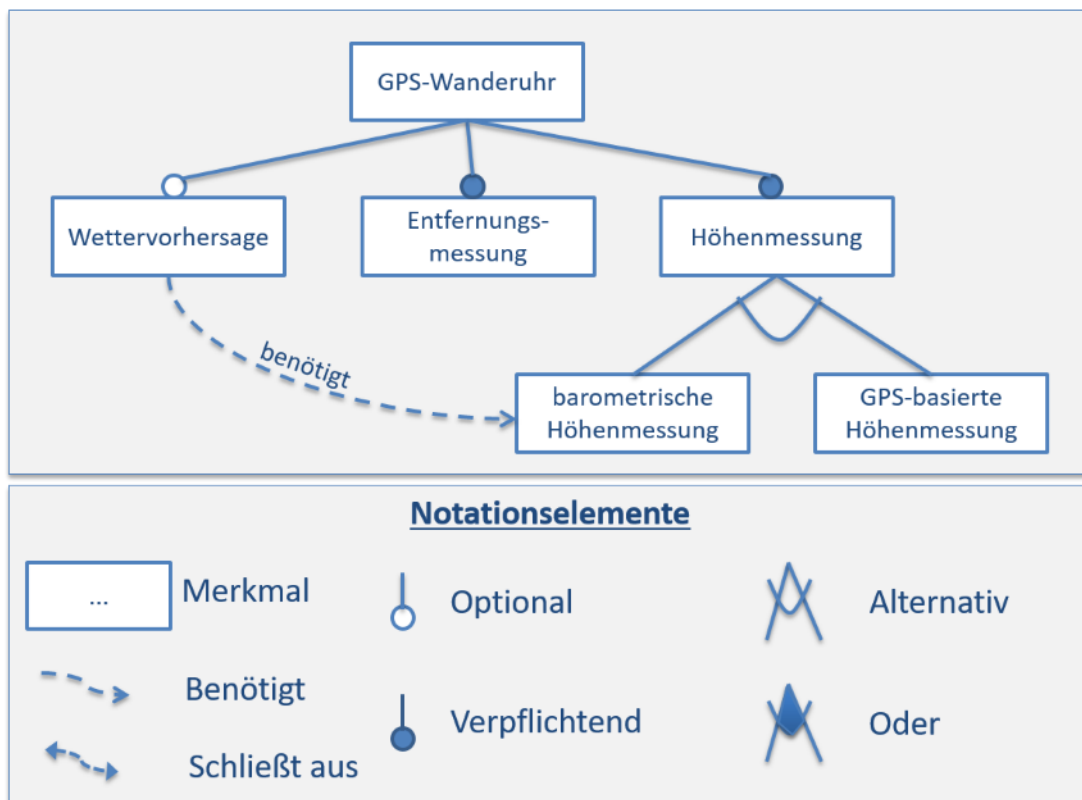 GPS-Wanderuhr
Wettervorhersage
Entfernungs-
messung
Höhenmessung
benötigt
barometrische
Höhenmessung
GPS-basierte
Höhenmessung
Notationselemente
...
Merkmal
Optional
Alternativ
Benötigt
Verpflichtend
Oder
Schließt aus